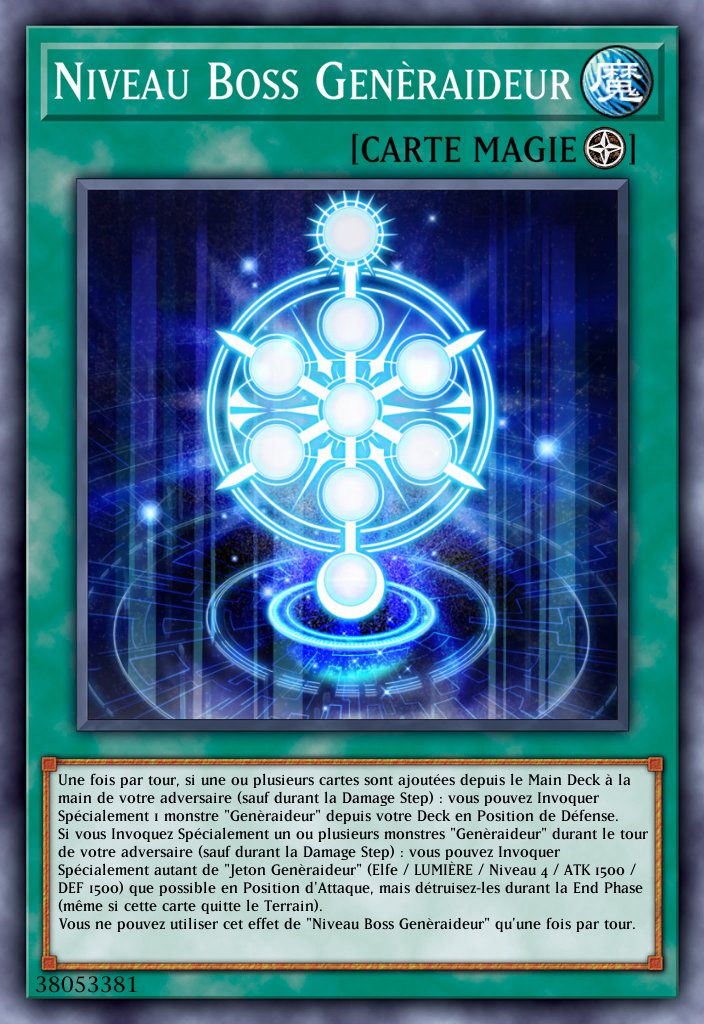 Niveau Boss Genèraideur 魔
[CARTE MAGIE]
Une fois par tour, si une ou plusieurs cartes sont ajoutées depuis le Main Deck à la
main de votre adversaire (sauf durant la Damage Step) : vous pouvez Invoquer
Spécialement 1 monstre "Genèraideur" depuis votre Deck en Position de Défense.
Si vous Invoquez Spécialement un ou plusieurs monstres "Genèraideur" durant le tour
de votre adversaire (sauf durant la Damage Step) : vous pouvez Invoquer
Spécialement autant de "Jeton Genèraideur" (Elfe / LUMIÈRE / Niveau 4 / ATK 1500 /
DEF 1500) que possible en Position d'Attaque, mais détruisez-les durant la End Phase
(même si cette carte quitte le Terrain).
Vous ne pouvez utiliser cet effet de "Niveau Boss Genèraideur" qu'une fois par tour.
38053381